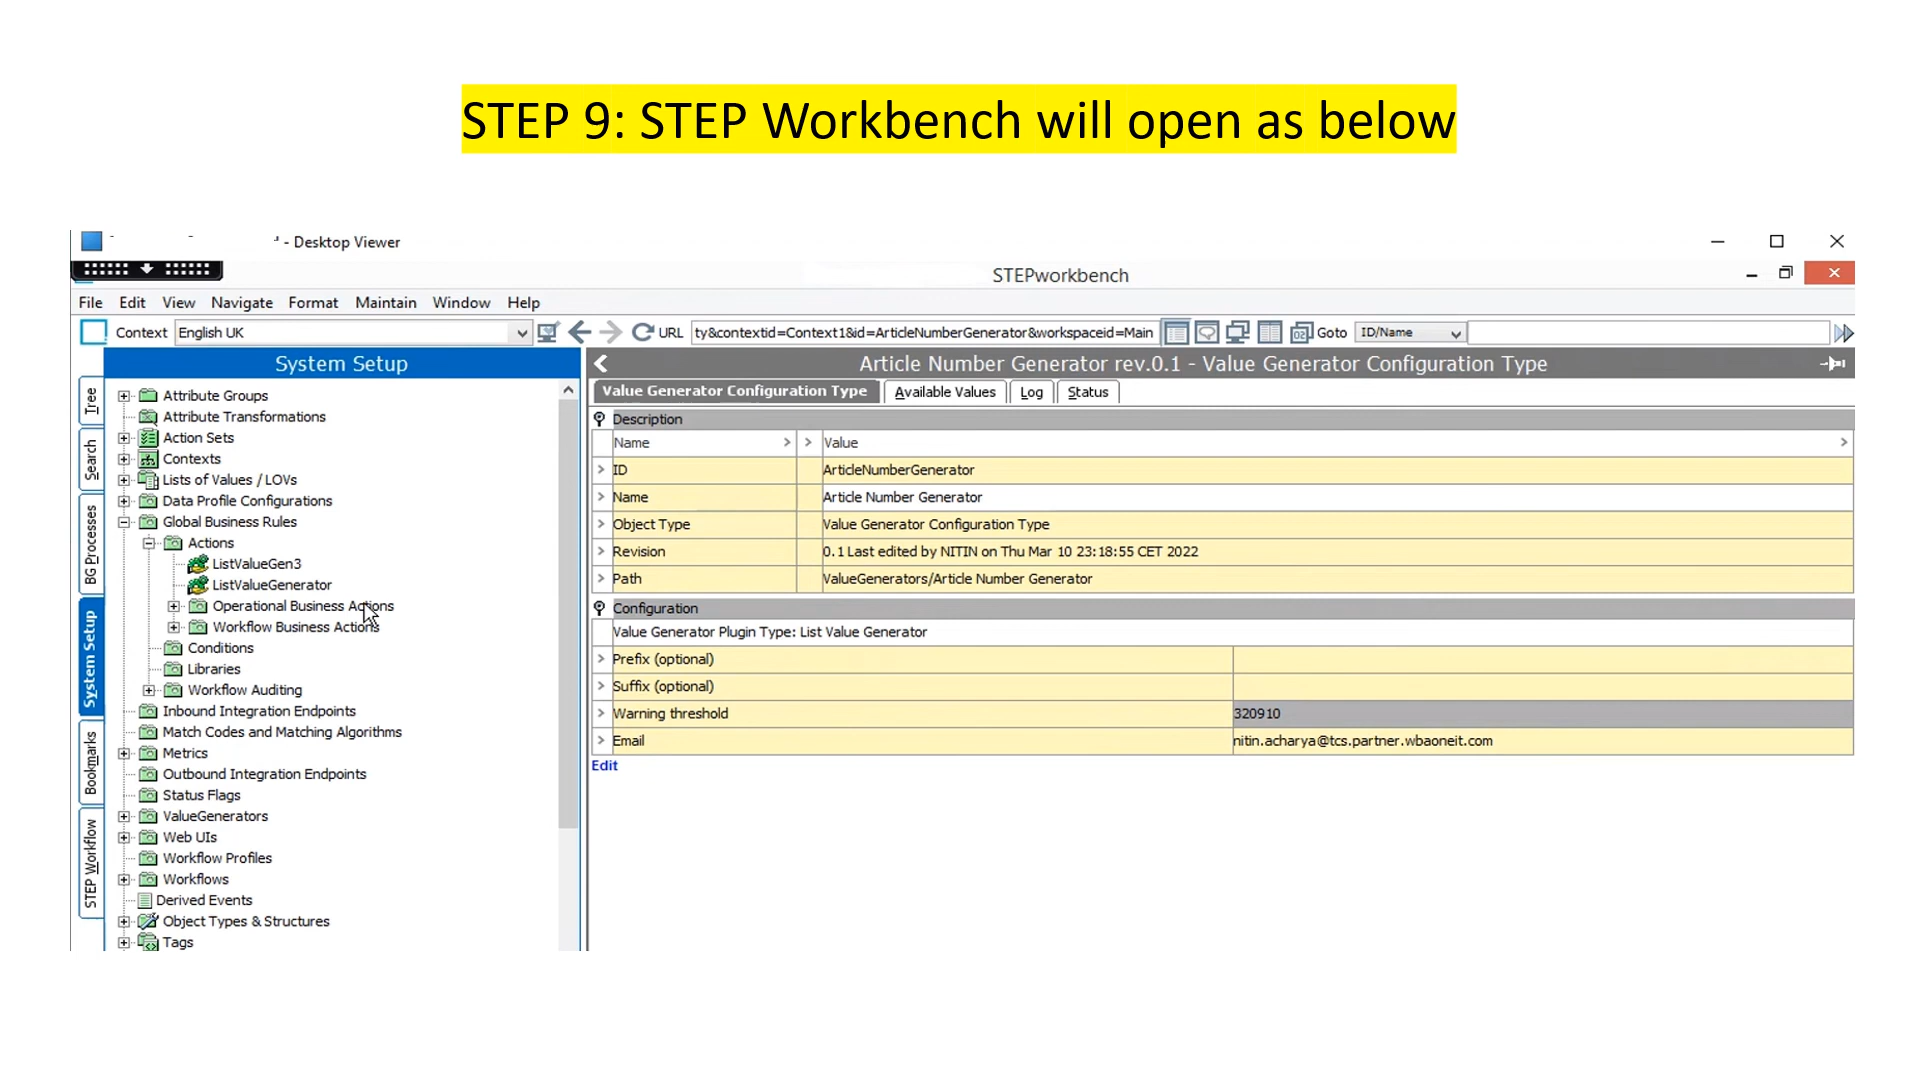 STEP 9: STEP Workbench will open as below
- Desktop Viewer
STEPworkbench
File Edit View Navigate Format Maintain Window Help
Context English UK URL ty&contextid=Context1&id=ArticleNumberGenerator&workspaceid=Main Goto ID/Name
System Setup
Article Number Generator rev.0.1 - Value Generator Configuration Type
Tree
Search
BG Processes
System Setup
Bookmarks
STEP Workflow
Attribute Groups
Attribute Transformations
Action Sets
Contexts
Lists of Values / LOVs
Data Profile Configurations
Global Business Rules
Actions
ListValueGen3
ListValueGenerator
Operational Business Actions
Workflow Business Actions
Conditions
Libraries
Workflow Auditing
Inbound Integration Endpoints
Match Codes and Matching Algorithms
Metrics
Outbound Integration Endpoints
Status Flags
ValueGenerators
Web UIs
Workflow Profiles
Workflows
Derived Events
Object Types & Structures
Tags
Value Generator Configuration Type Available Values Log Status
Description
Name > > Value >
> ID ArticleNumberGenerator
> Name Article Number Generator
> Object Type Value Generator Configuration Type
> Revision 0.1 Last edited by NITIN on Thu Mar 10 23:18:55 CET 2022
> Path ValueGenerators/Article Number Generator
Configuration
Value Generator Plugin Type: List Value Generator
> Prefix (optional)
> Suffix (optional)
> Warning threshold 320910
> Email nitin.acharya@tcs.partner.wbaoneit.com
Edit